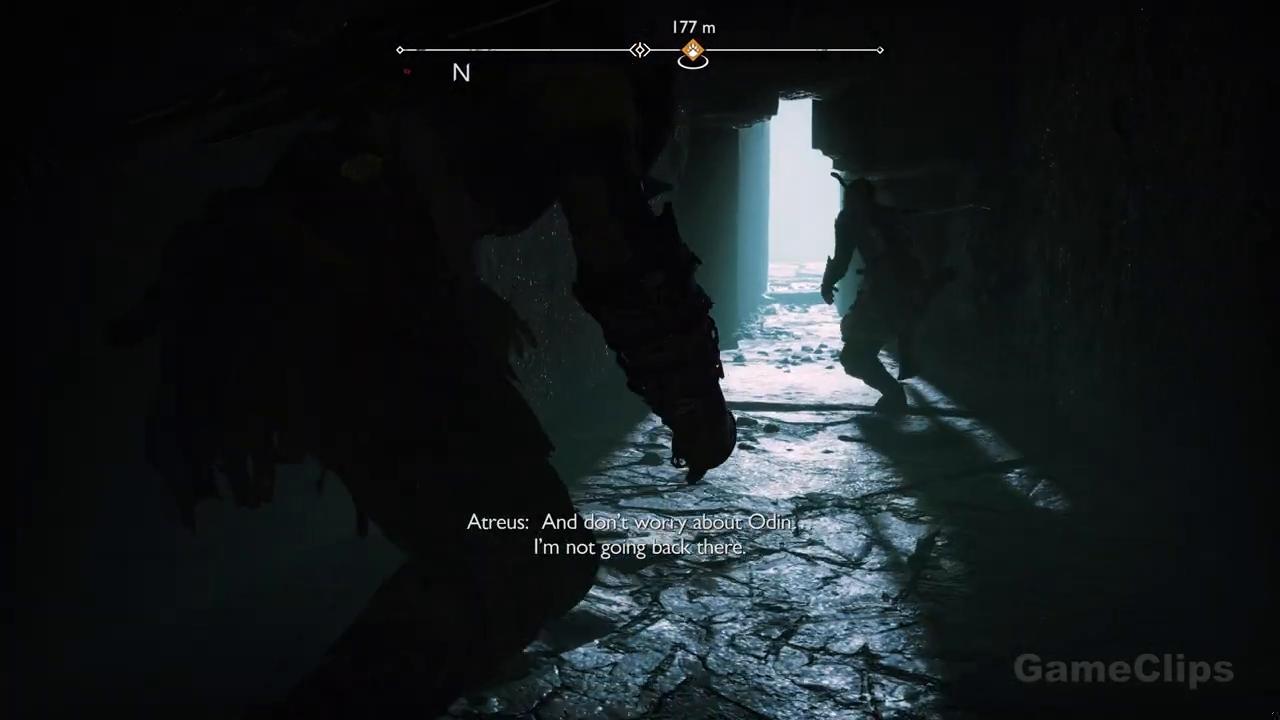 177 m
N
Atreus: And don't worry about Odin.
I'm not going back there.
GameClips